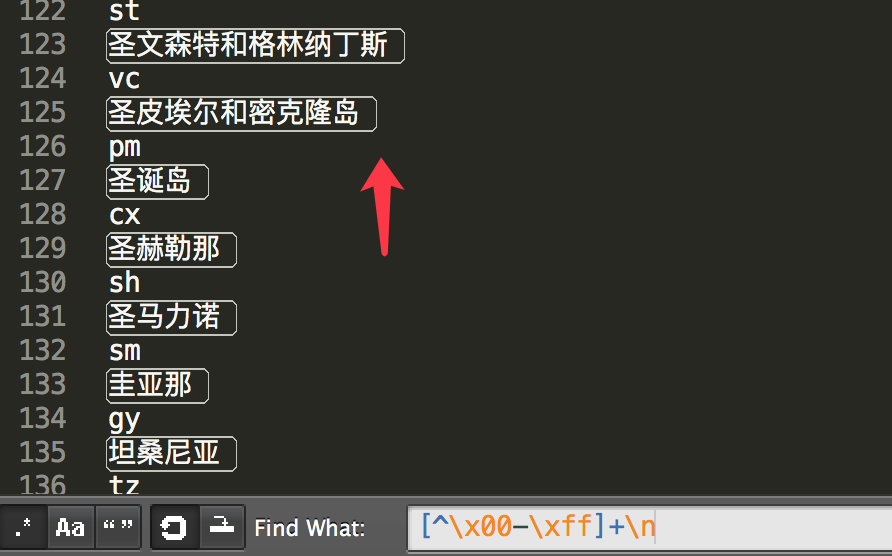 122 st
123 圣文森特和格林纳丁斯
124 vc
125 圣皮埃尔和密克隆岛
126 pm
127 圣诞岛
128 cx
129 圣赫勒那
130 sh
131 圣马力诺
132 sm
133 圭亚那
134 gy
135 坦桑尼亚
136 tz
.* Aa “ ” Find What: [^\x00-\xff]+\n